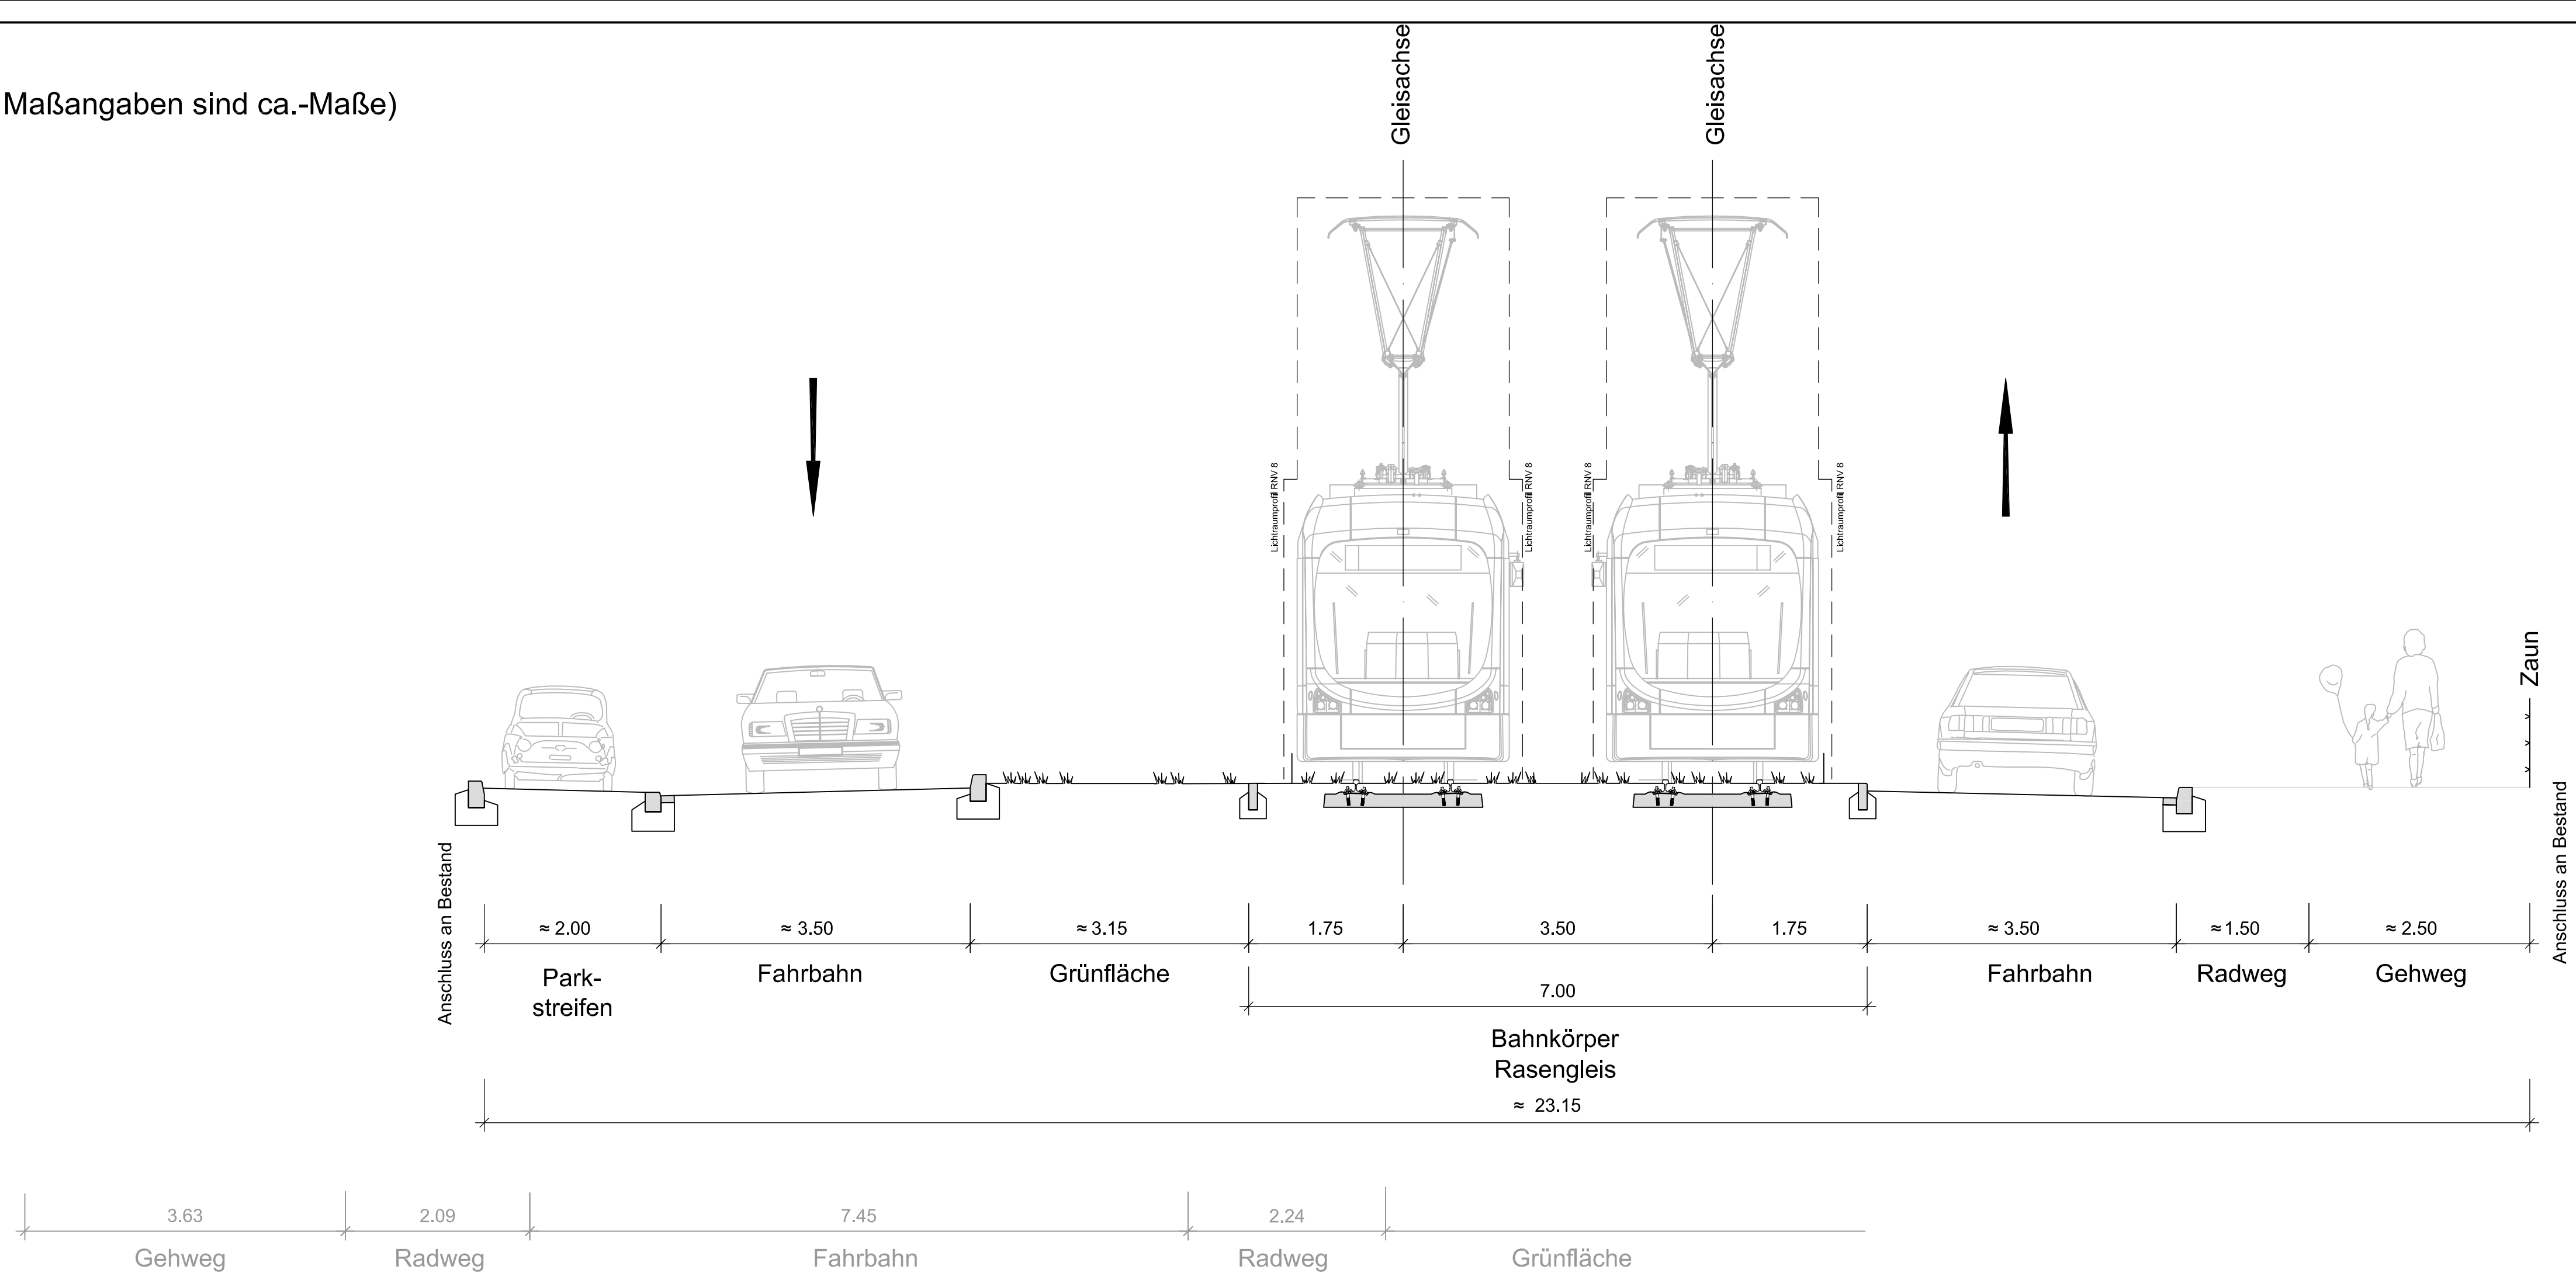 Gleisachse
Gleisachse
Maßangaben sind ca.-Maße)
Lichtraumprofil RNV 8
Lichtraumprofil RNV 8
Lichtraumprofil RNV 8
Lichtraumprofil RNV 8
Zaun
Anschluss an Bestand
Anschluss an Bestand
≈ 2.00
≈ 3.50
≈ 3.15
1.75
3.50
1.75
≈ 3.50
≈ 1.50
≈ 2.50
Park-
streifen
Fahrbahn
Grünfläche
Fahrbahn
Radweg
Gehweg
7.00
Bahnkörper
Rasengleis
≈ 23.15
3.63
2.09
7.45
2.24
Gehweg
Radweg
Fahrbahn
Radweg
Grünfläche